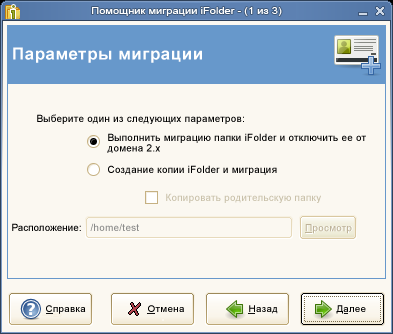 Помощник миграции iFolder - (1 из 3)
Параметры миграции
Выберите один из следующих параметров:
Выполнить миграцию папки iFolder и отключить ее от
домена 2.x
Создание копии iFolder и миграция
Копировать родительскую папку
Расположение: /home/test Просмотр
Справка Отмена Назад Далее